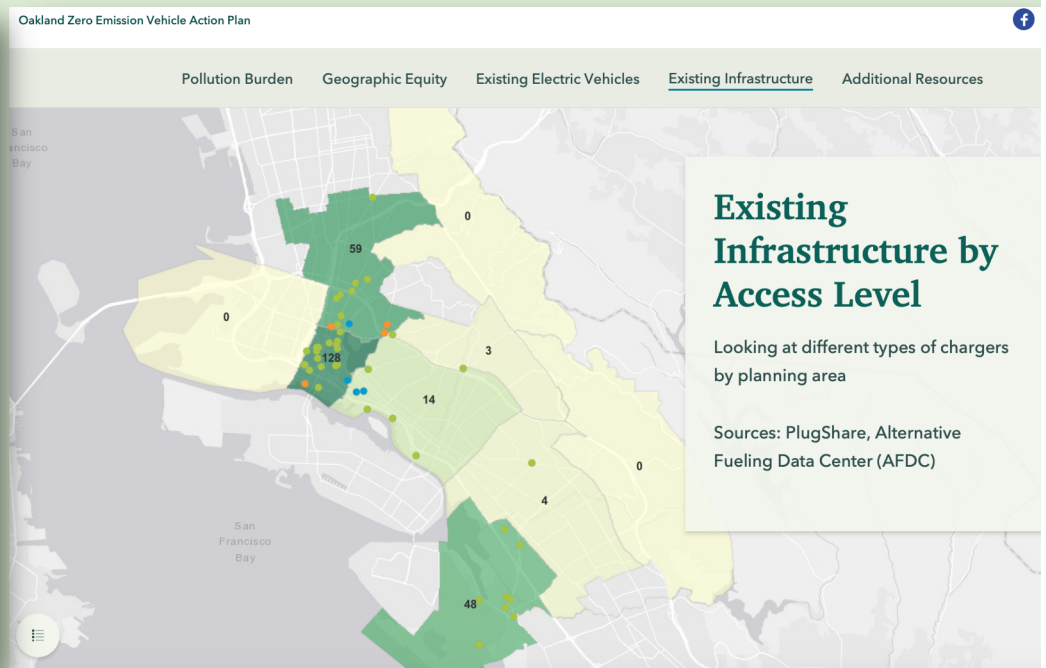 Oakland Zero Emission Vehicle Action Plan
f
Pollution Burden Geographic Equity Existing Electric Vehicles Existing Infrastructure Additional Resources
San
ancisco
Bay
0
59
0
3
128
14
0
4
48
San
Francisco
Bay
Existing
Infrastructure by
Access Level
Looking at different types of chargers
by planning area
Sources: PlugShare, Alternative
Fueling Data Center (AFDC)